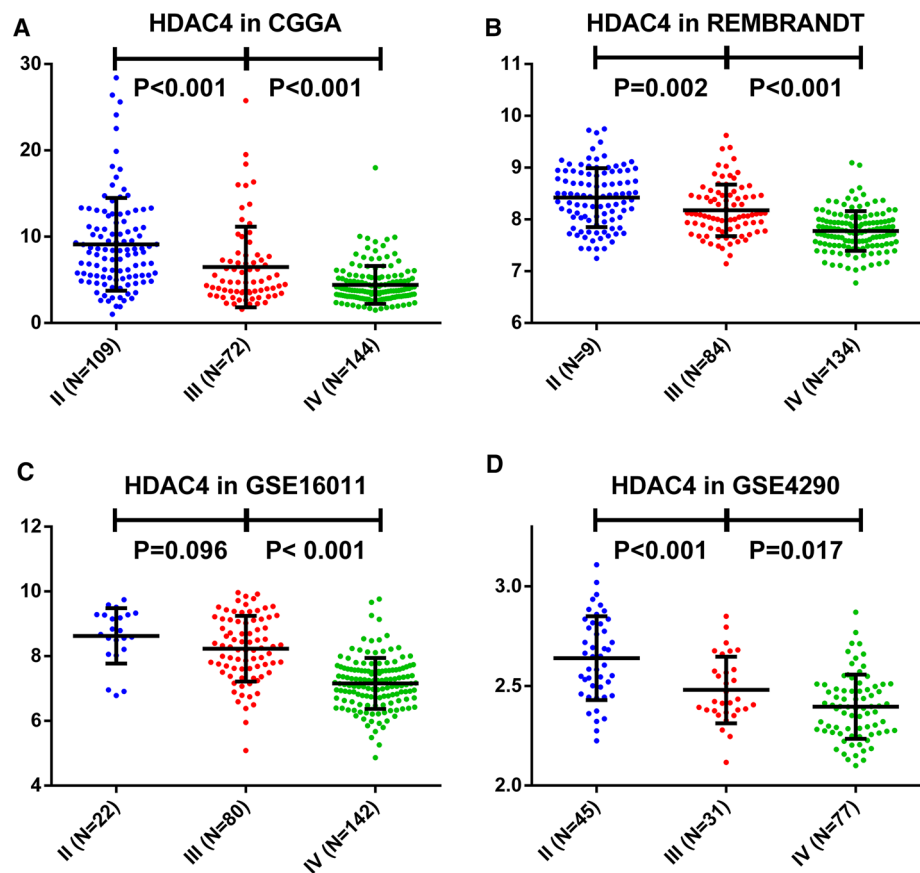 A
HDAC4 in CGGA
P<0.001
P<0.001
30
20
10
0
II (N=109)
III (N=72)
IV (N=144)
B
HDAC4 in REMBRANDT
P=0.002
P<0.001
11
10
9
8
7
6
II (N=9)
III (N=84)
IV (N=134)
C
HDAC4 in GSE16011
P=0.096
P< 0.001
12
10
8
6
4
II (N=22)
III (N=80)
IV (N=142)
D
HDAC4 in GSE4290
P<0.001
P=0.017
3.0
2.5
2.0
II (N=45)
III (N=31)
IV (N=77)